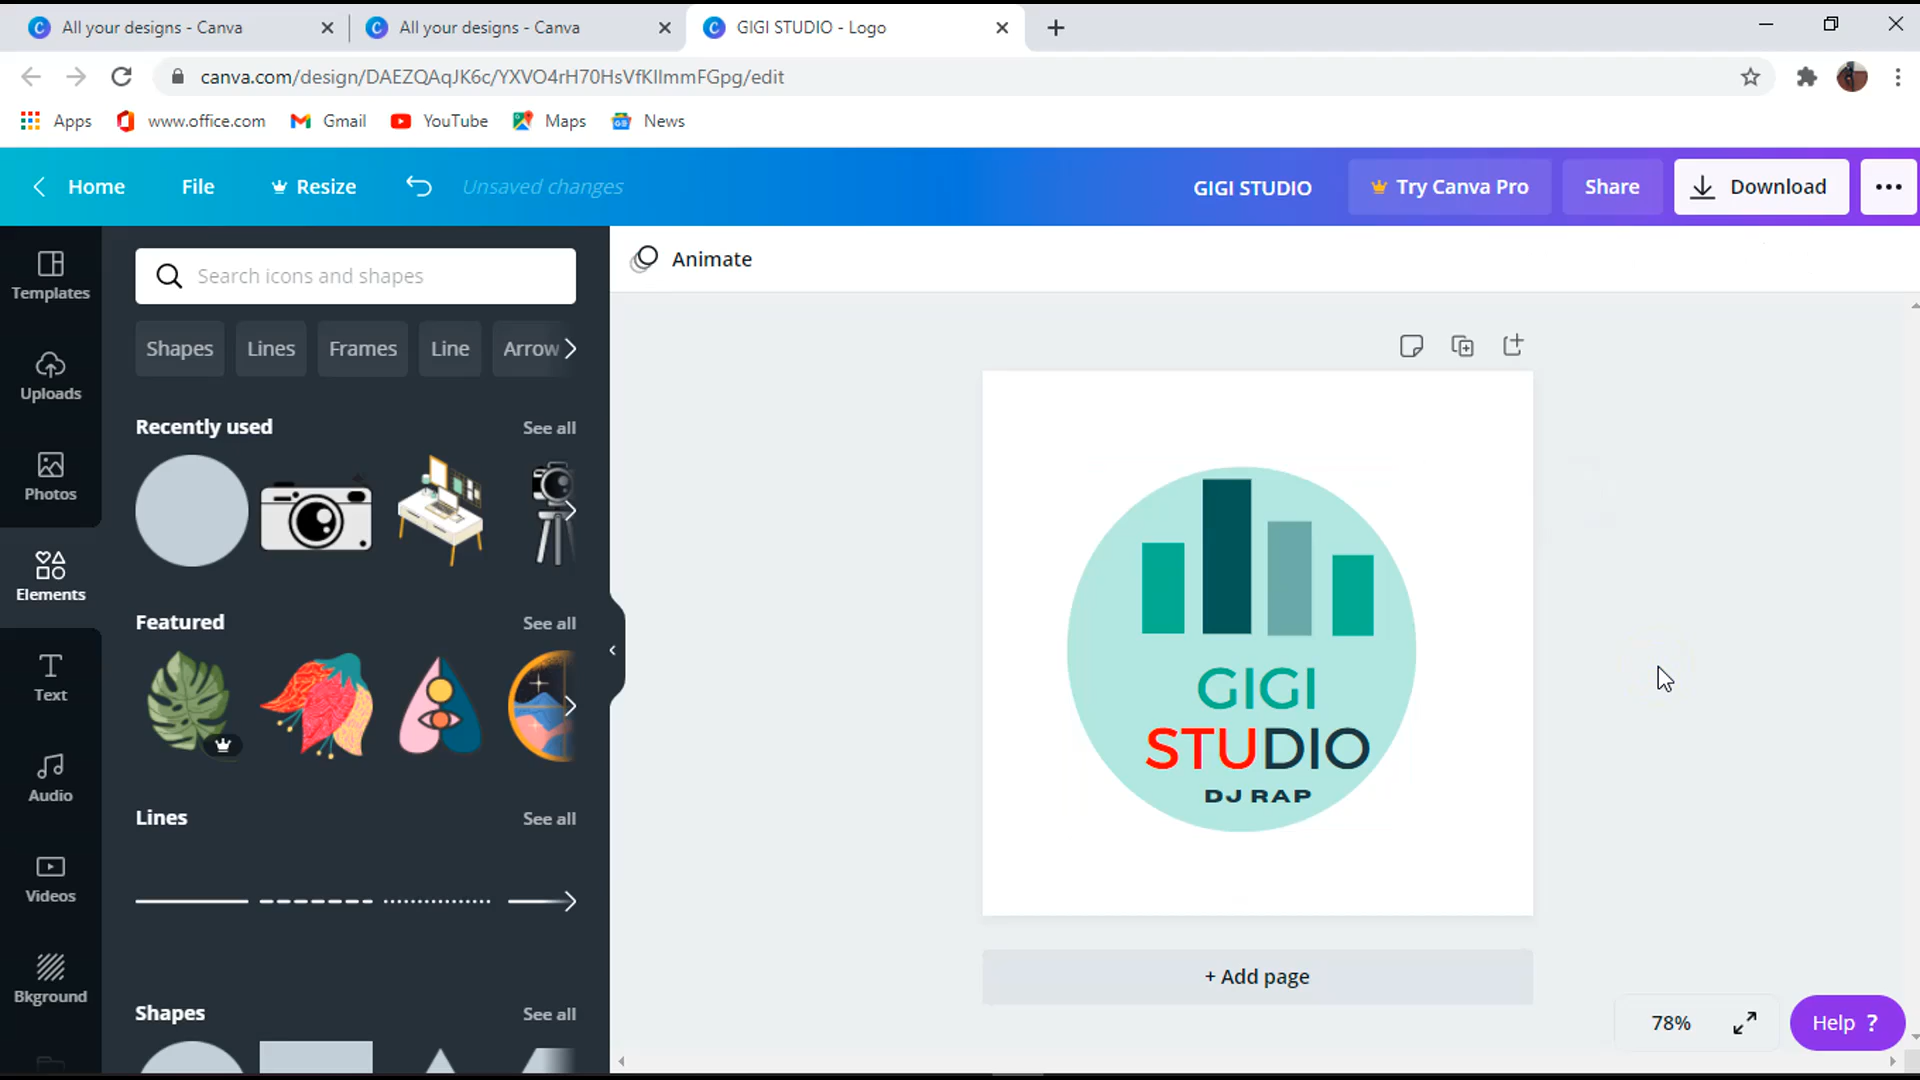 All your designs - Canva
All your designs - Canva
GIGI STUDIO - Logo
canva.com/design/DAEZQAqJK6c/YXVO4rH70HsVfKIImmFGpg/edit
Apps
www.office.com
Gmail
YouTube
Maps
News
Home
File
Resize
Unsaved changes
GIGI STUDIO
Try Canva Pro
Share
Download
Templates
Uploads
Photos
Elements
Text
Audio
Videos
Bkground
Search icons and shapes
Shapes
Lines
Frames
Line
Arrow
Recently used
See all
Featured
See all
Lines
See all
Shapes
See all
Animate
GIGI
STUDIO
DJ RAP
+ Add page
78%
Help ?